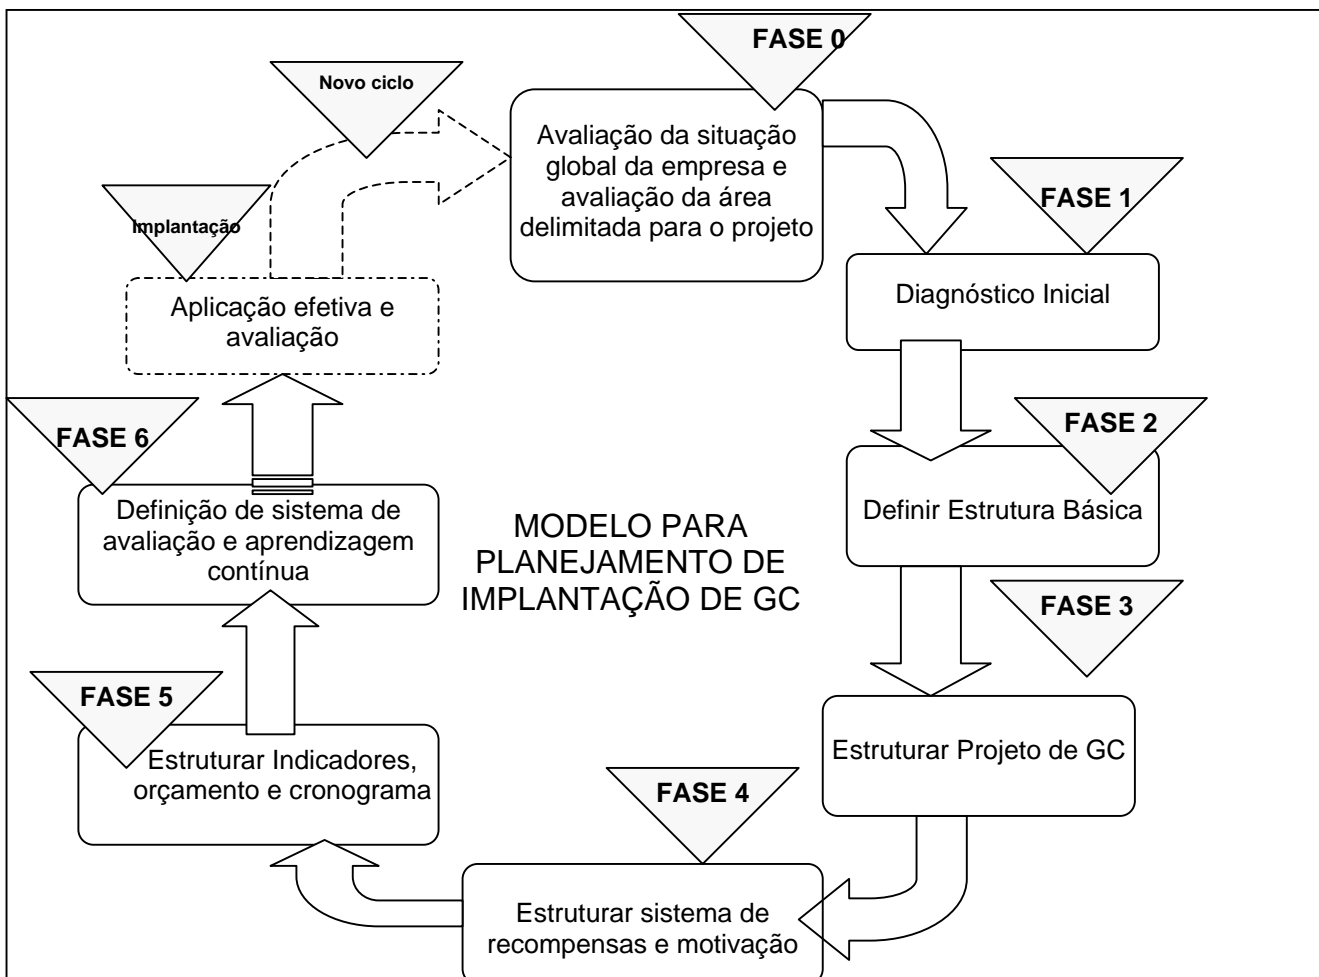 FASE 0
Avaliação da situação
global da empresa e
avaliação da área
delimitada para o projeto
FASE 1
Diagnóstico Inicial
FASE 2
Definir Estrutura Básica
FASE 3
Estruturar Projeto de GC
FASE 4
Estruturar sistema de
recompensas e motivação
FASE 5
Estruturar Indicadores,
orçamento e cronograma
FASE 6
Definição de sistema de
avaliação e aprendizagem
contínua
Implantação
Aplicação efetiva e
avaliação
Novo ciclo
MODELO PARA
PLANEJAMENTO DE
IMPLANTAÇÃO DE GC